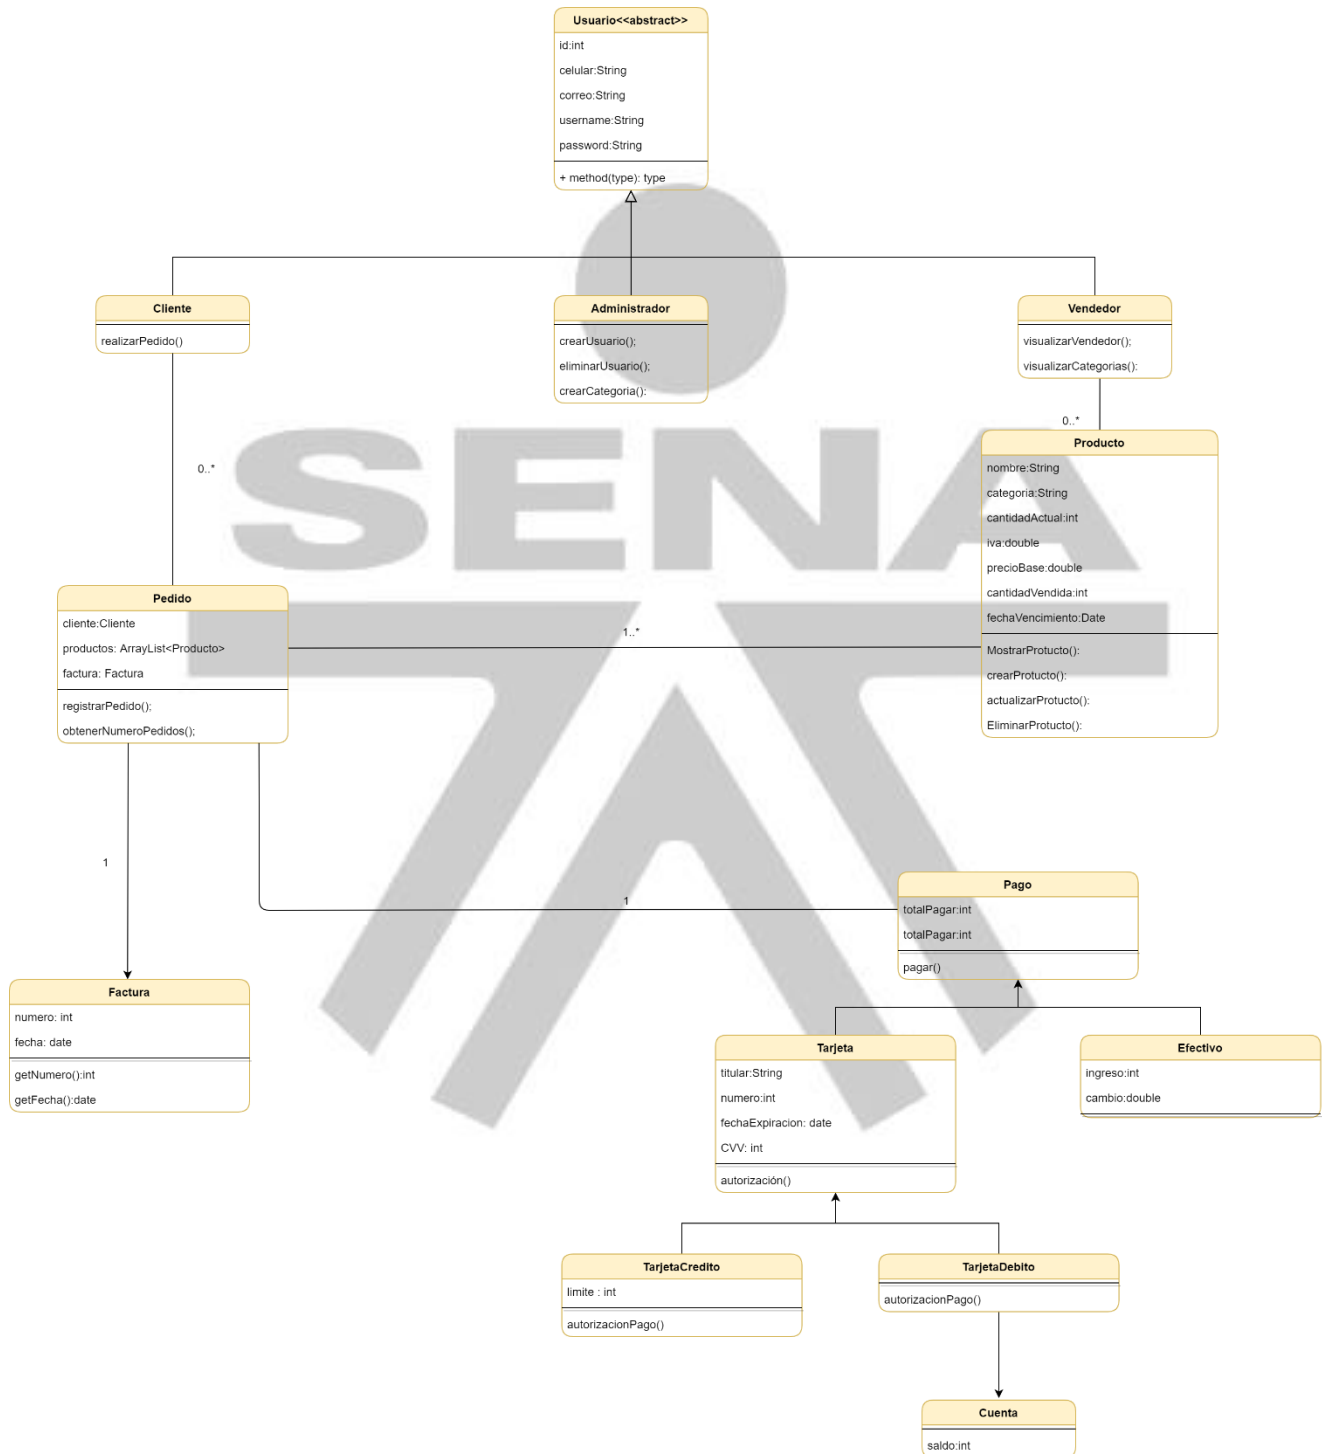 Usuario<<abstract>>
id:int
celular:String
correo:String
username:String
password:String
+ method(type): type
Cliente
realizarPedido()
Administrador
crearUsuario();
eliminarUsuario();
crearCategoria():
Vendedor
visualizarVendedor();
visualizarCategorias():
0..*
0..*
SENA
Producto
nombre:String
categoria:String
cantidadActual:int
iva:double
precioBase:double
cantidadVendida:int
fechaVencimiento:Date
MostrarProtucto():
crearProtucto():
actualizarProtucto():
EliminarProtucto():
Pedido
cliente:Cliente
productos: ArrayList<Producto>
factura: Factura
registrarPedido();
obtenerNumeroPedidos();
1..*
1
1
Pago
totalPagar:int
totalPagar:int
pagar()
Factura
numero: int
fecha: date
getNumero():int
getFecha():date
Tarjeta
titular:String
numero:int
fechaExpiracion: date
CVV: int
autorización()
Efectivo
ingreso:int
cambio:double
TarjetaCredito
limite : int
autorizacionPago()
TarjetaDebito
autorizacionPago()
Cuenta
saldo:int